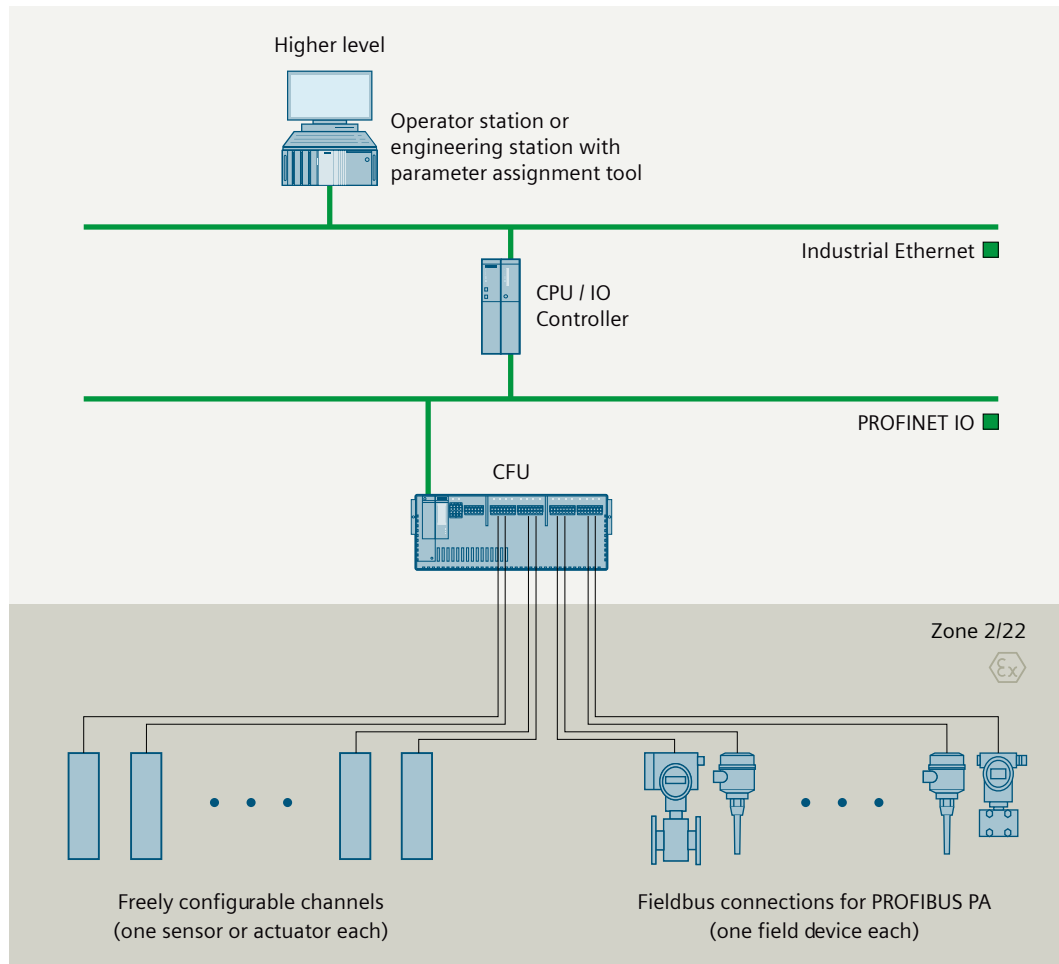 Higher level
Operator station or
engineering station with
parameter assignment tool
Industrial Ethernet
CPU / IO
Controller
PROFINET IO
CFU
Zone 2/22
Ex
Freely configurable channels
(one sensor or actuator each)
Fieldbus connections for PROFIBUS PA
(one field device each)